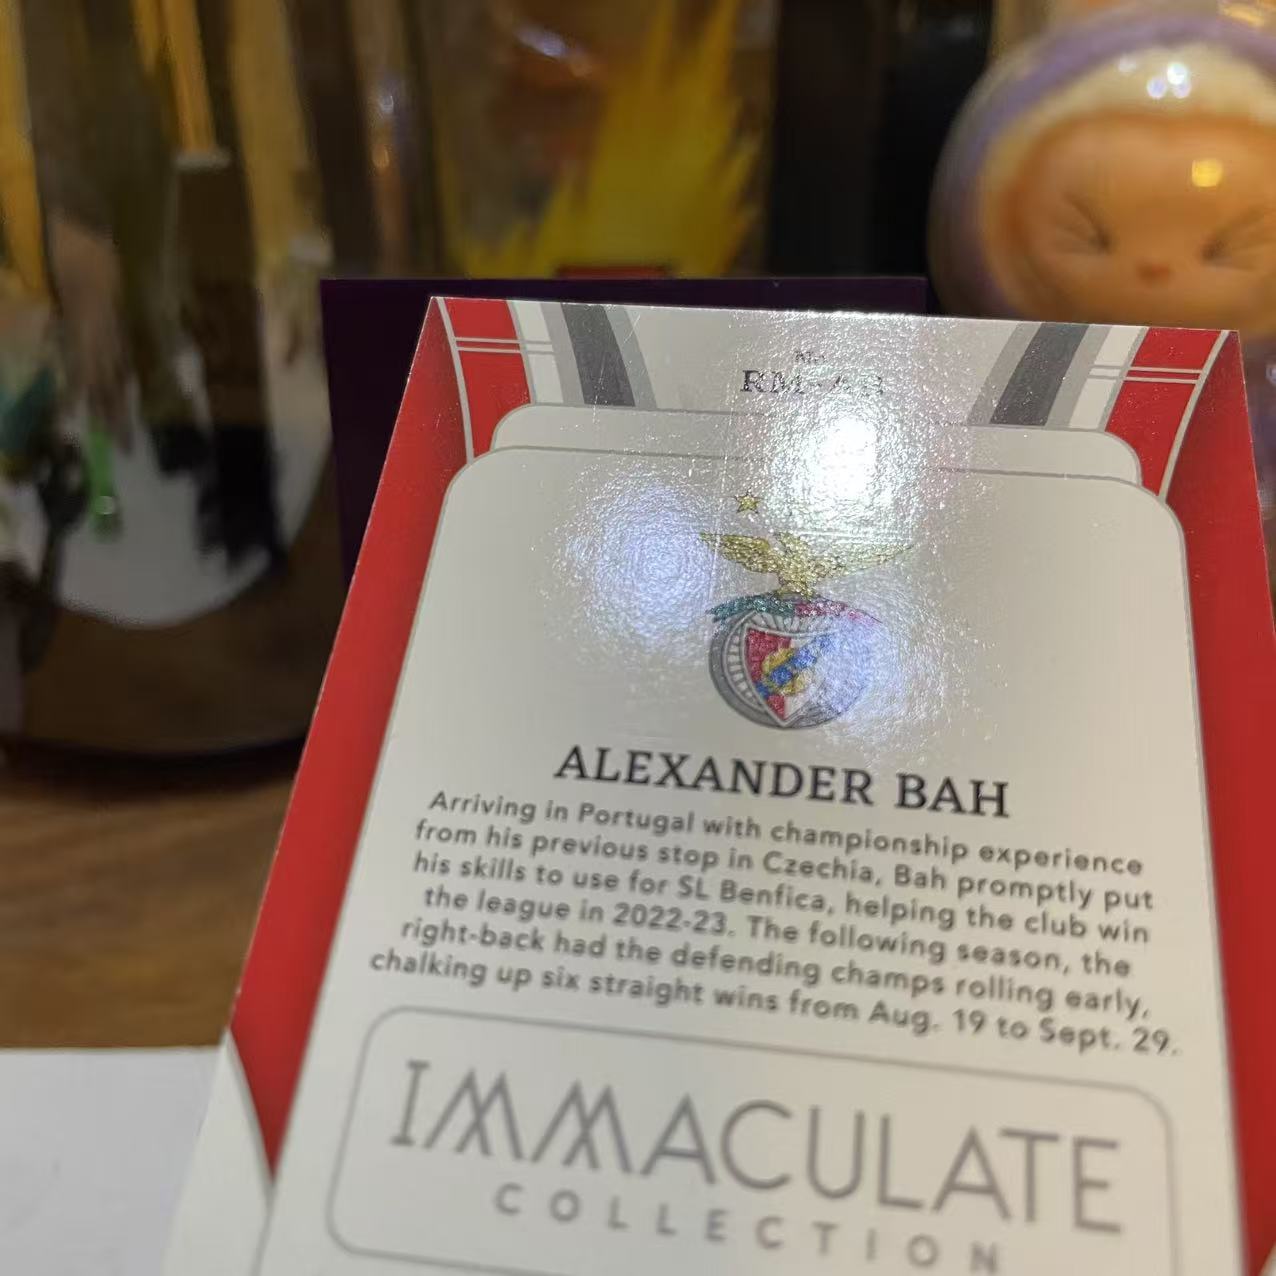 No.
ALEXANDER BAH
Arriving in Portugal with championship experience
from his previous stop in Czechia, Bah promptly put
his skills to use for SL Benfica, helping the club win
the league in 2022-23. The following season, the
right-back had the defending champs rolling early,
chalking up six straight wins from Aug. 19 to Sept. 29.
IMMACULATE
COLLECTION